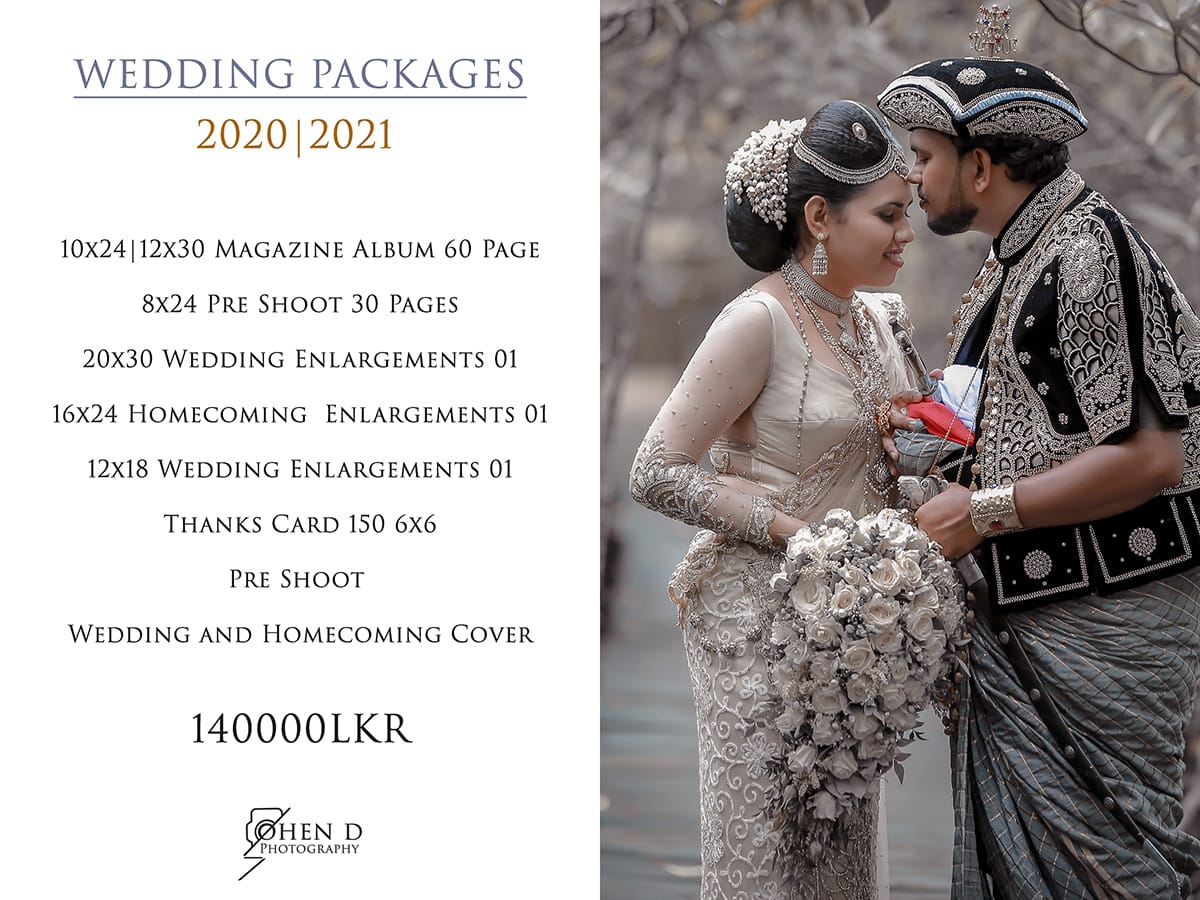 Wedding Packages
2020|2021
10x24|12x30 Magazine Album 60 Page
8x24 Pre Shoot 30 Pages
20x30 Wedding Enlargements 01
16x24 Homecoming Enlargements 01
12x18 Wedding Enlargements 01
Thanks Card 150 6x6
Pre Shoot
Wedding and Homecoming Cover
140000LKR
Cohen D
Photography